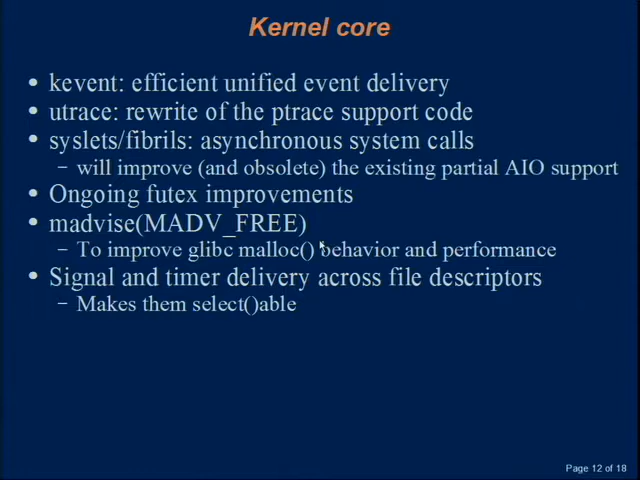 Kernel core
• kevent: efficient unified event delivery
• utrace: rewrite of the ptrace support code
• syslets/fibrils: asynchronous system calls
– will improve (and obsolete) the existing partial AIO support
• Ongoing futex improvements
• madvise(MADV_FREE)
– To improve glibc malloc() behavior and performance
• Signal and timer delivery across file descriptors
– Makes them select()able
Page 12 of 18